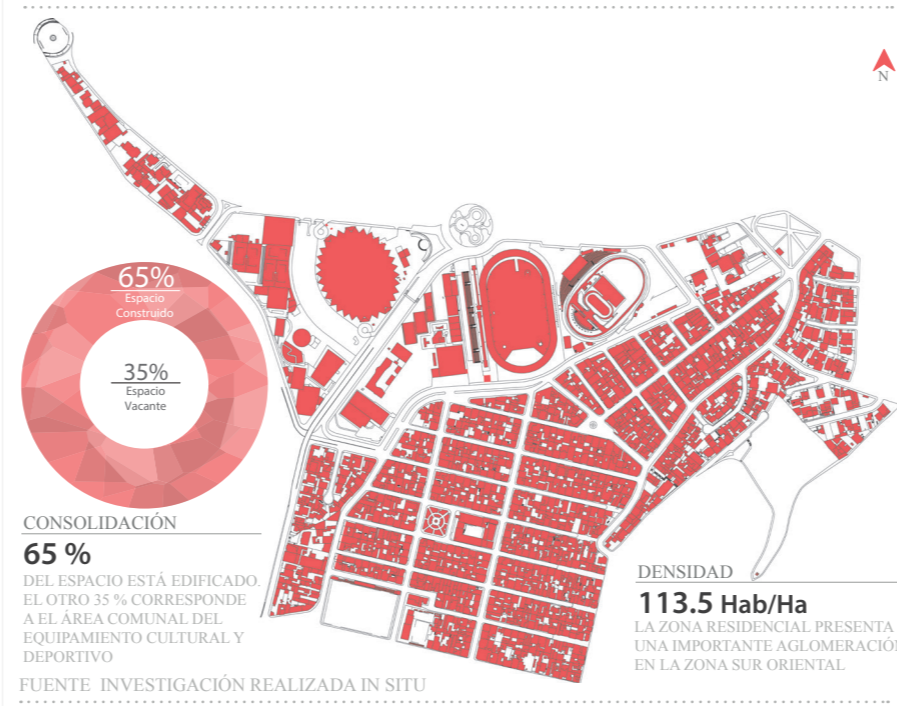 N
65%
Espacio
Construido
35%
Espacio
Vacante
CONSOLIDACIÓN
65 %
DEL ESPACIO ESTÁ EDIFICADO.
EL OTRO 35 % CORRESPONDE
A EL ÁREA COMUNAL DEL
EQUIPAMIENTO CULTURAL Y
DEPORTIVO
DENSIDAD
113.5 Hab/Ha
LA ZONA RESIDENCIAL PRESENTA
UNA IMPORTANTE AGLOMERACIÓN
EN LA ZONA SUR ORIENTAL
FUENTE INVESTIGACIÓN REALIZADA IN SITU